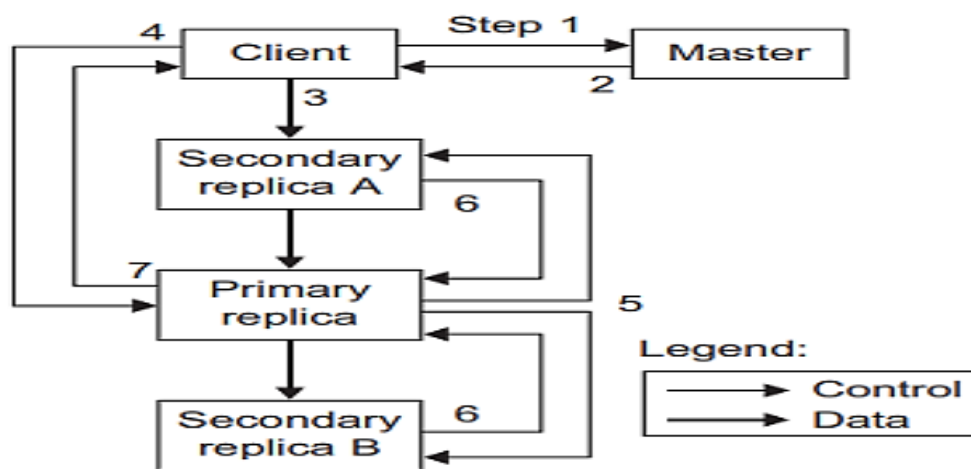 4
Client
Step 1
Master
2
3
Secondary
replica A
6
7
Primary
replica
5
Legend:
Control
Data
6
Secondary
replica B